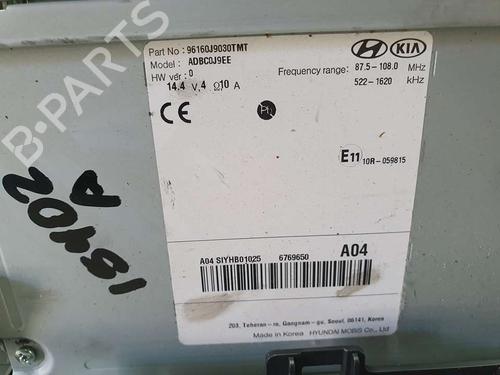 Part No : 96160J9030TMT
Model : ADBC0J9EE
HW ver : 0
14.4 V, 4 Ω 10 A
HYUNDAI KIA
Frequency range : 87.5 - 108.0 MHz
522 - 1620 kHz
CE
E11 10R-059815
A04 SIYHB01025 6769650 A04
203, Teheran-ro, Gangnam-gu, Seoul, 06141, Korea
Made in Korea HYUNDAI MOBIS Co., Ltd
18402
A
B-PARTS